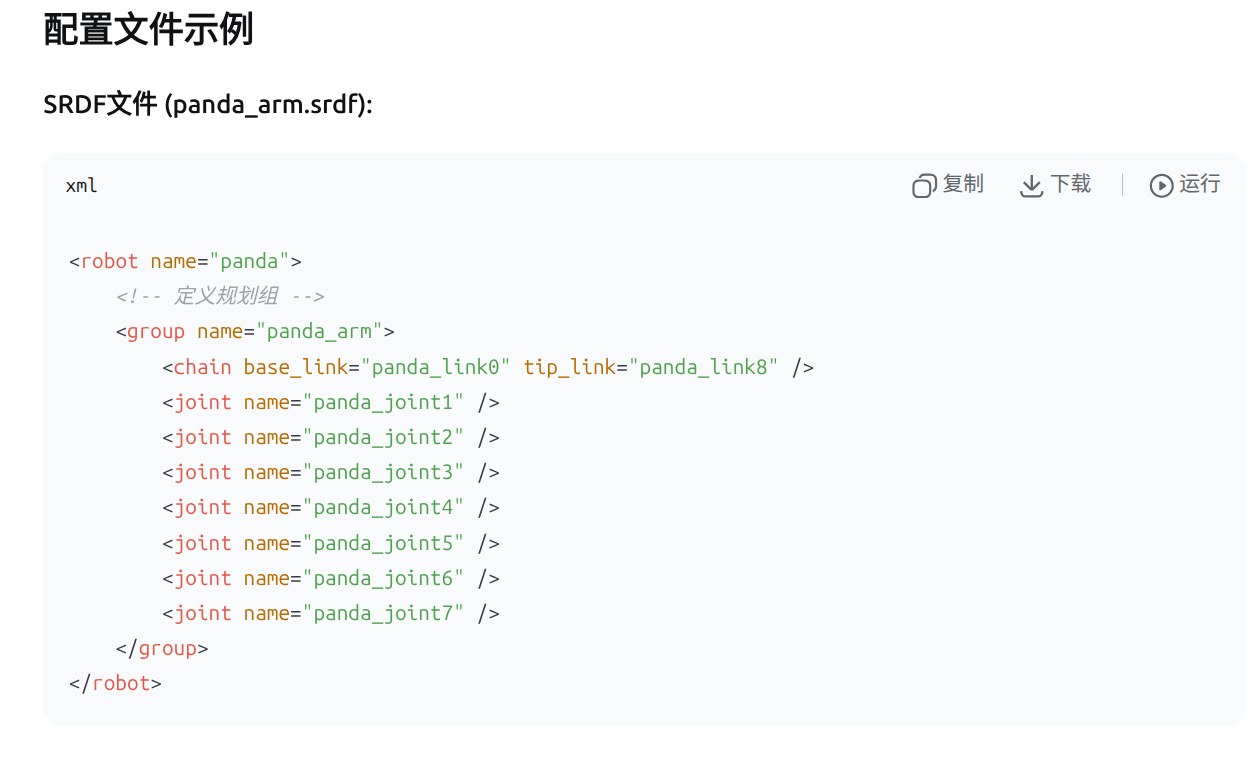 配置文件示例
SRDF文件 (panda_arm.srdf):
xml 复制 下载 运行
<robot name="panda">
    <!-- 定义规划组 -->
    <group name="panda_arm">
        <chain base_link="panda_link0" tip_link="panda_link8" />
        <joint name="panda_joint1" />
        <joint name="panda_joint2" />
        <joint name="panda_joint3" />
        <joint name="panda_joint4" />
        <joint name="panda_joint5" />
        <joint name="panda_joint6" />
        <joint name="panda_joint7" />
    </group>
</robot>